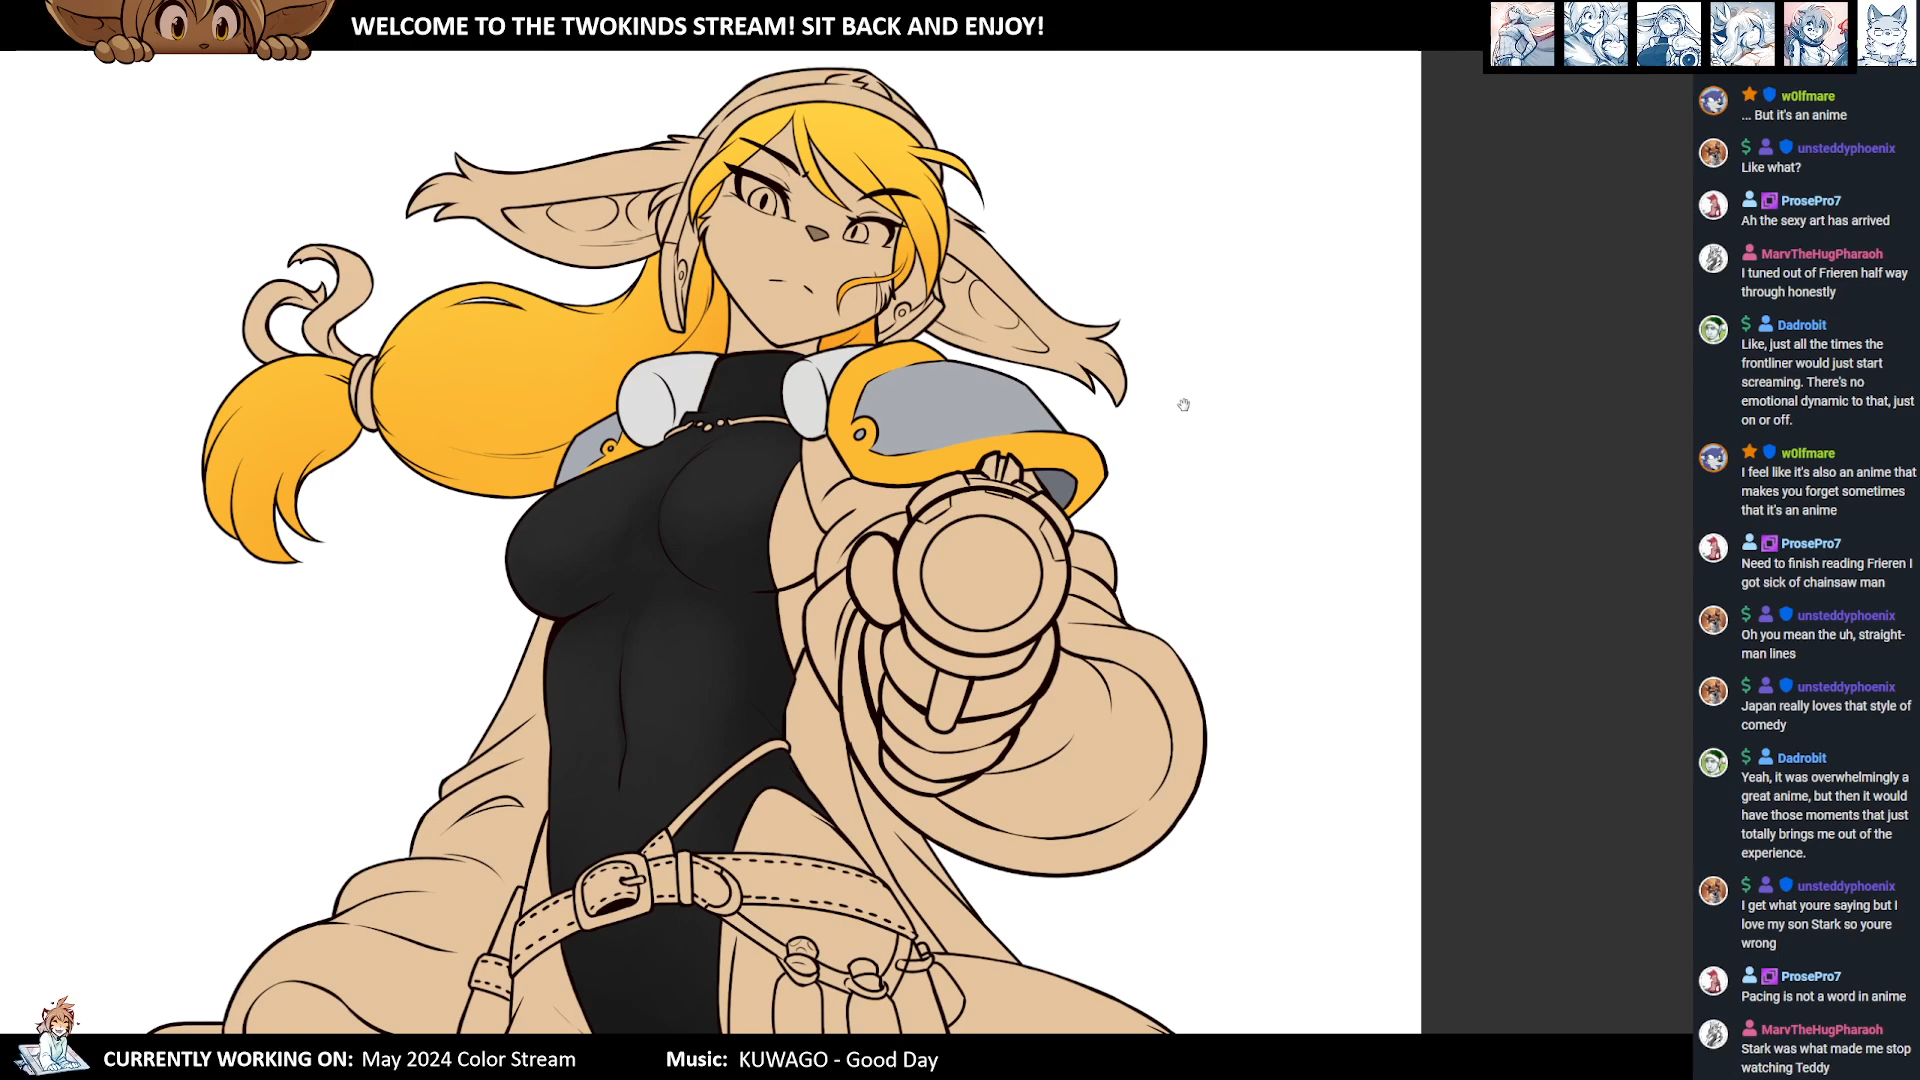 WELCOME TO THE TWOKINDS STREAM! SIT BACK AND ENJOY!
w0lfmare
... But it's an anime
unsteddyphoenix
Like what?
ProsePro7
Ah the sexy art has arrived
MarvTheHugPharaoh
I tuned out of Frieren half way
through honestly
Dadrobit
Like, just all the times the
frontliner would just start
screaming. There's no
emotional dynamic to that, just
on or off.
w0lfmare
I feel like it's also an anime that
makes you forget sometimes
that it's an anime
ProsePro7
Need to finish reading Frieren I
got sick of chainsaw man
unsteddyphoenix
Oh you mean the uh, straight-
man lines
unsteddyphoenix
Japan really loves that style of
comedy
Dadrobit
Yeah, it was overwhelmingly a
great anime, but then it would
have those moments that just
totally brings me out of the
experience.
unsteddyphoenix
I get what youre saying but I
love my son Stark so youre
wrong
ProsePro7
Pacing is not a word in anime
MarvTheHugPharaoh
Stark was what made me stop
watching Teddy
CURRENTLY WORKING ON: May 2024 Color Stream
Music: KUWAGO - Good Day